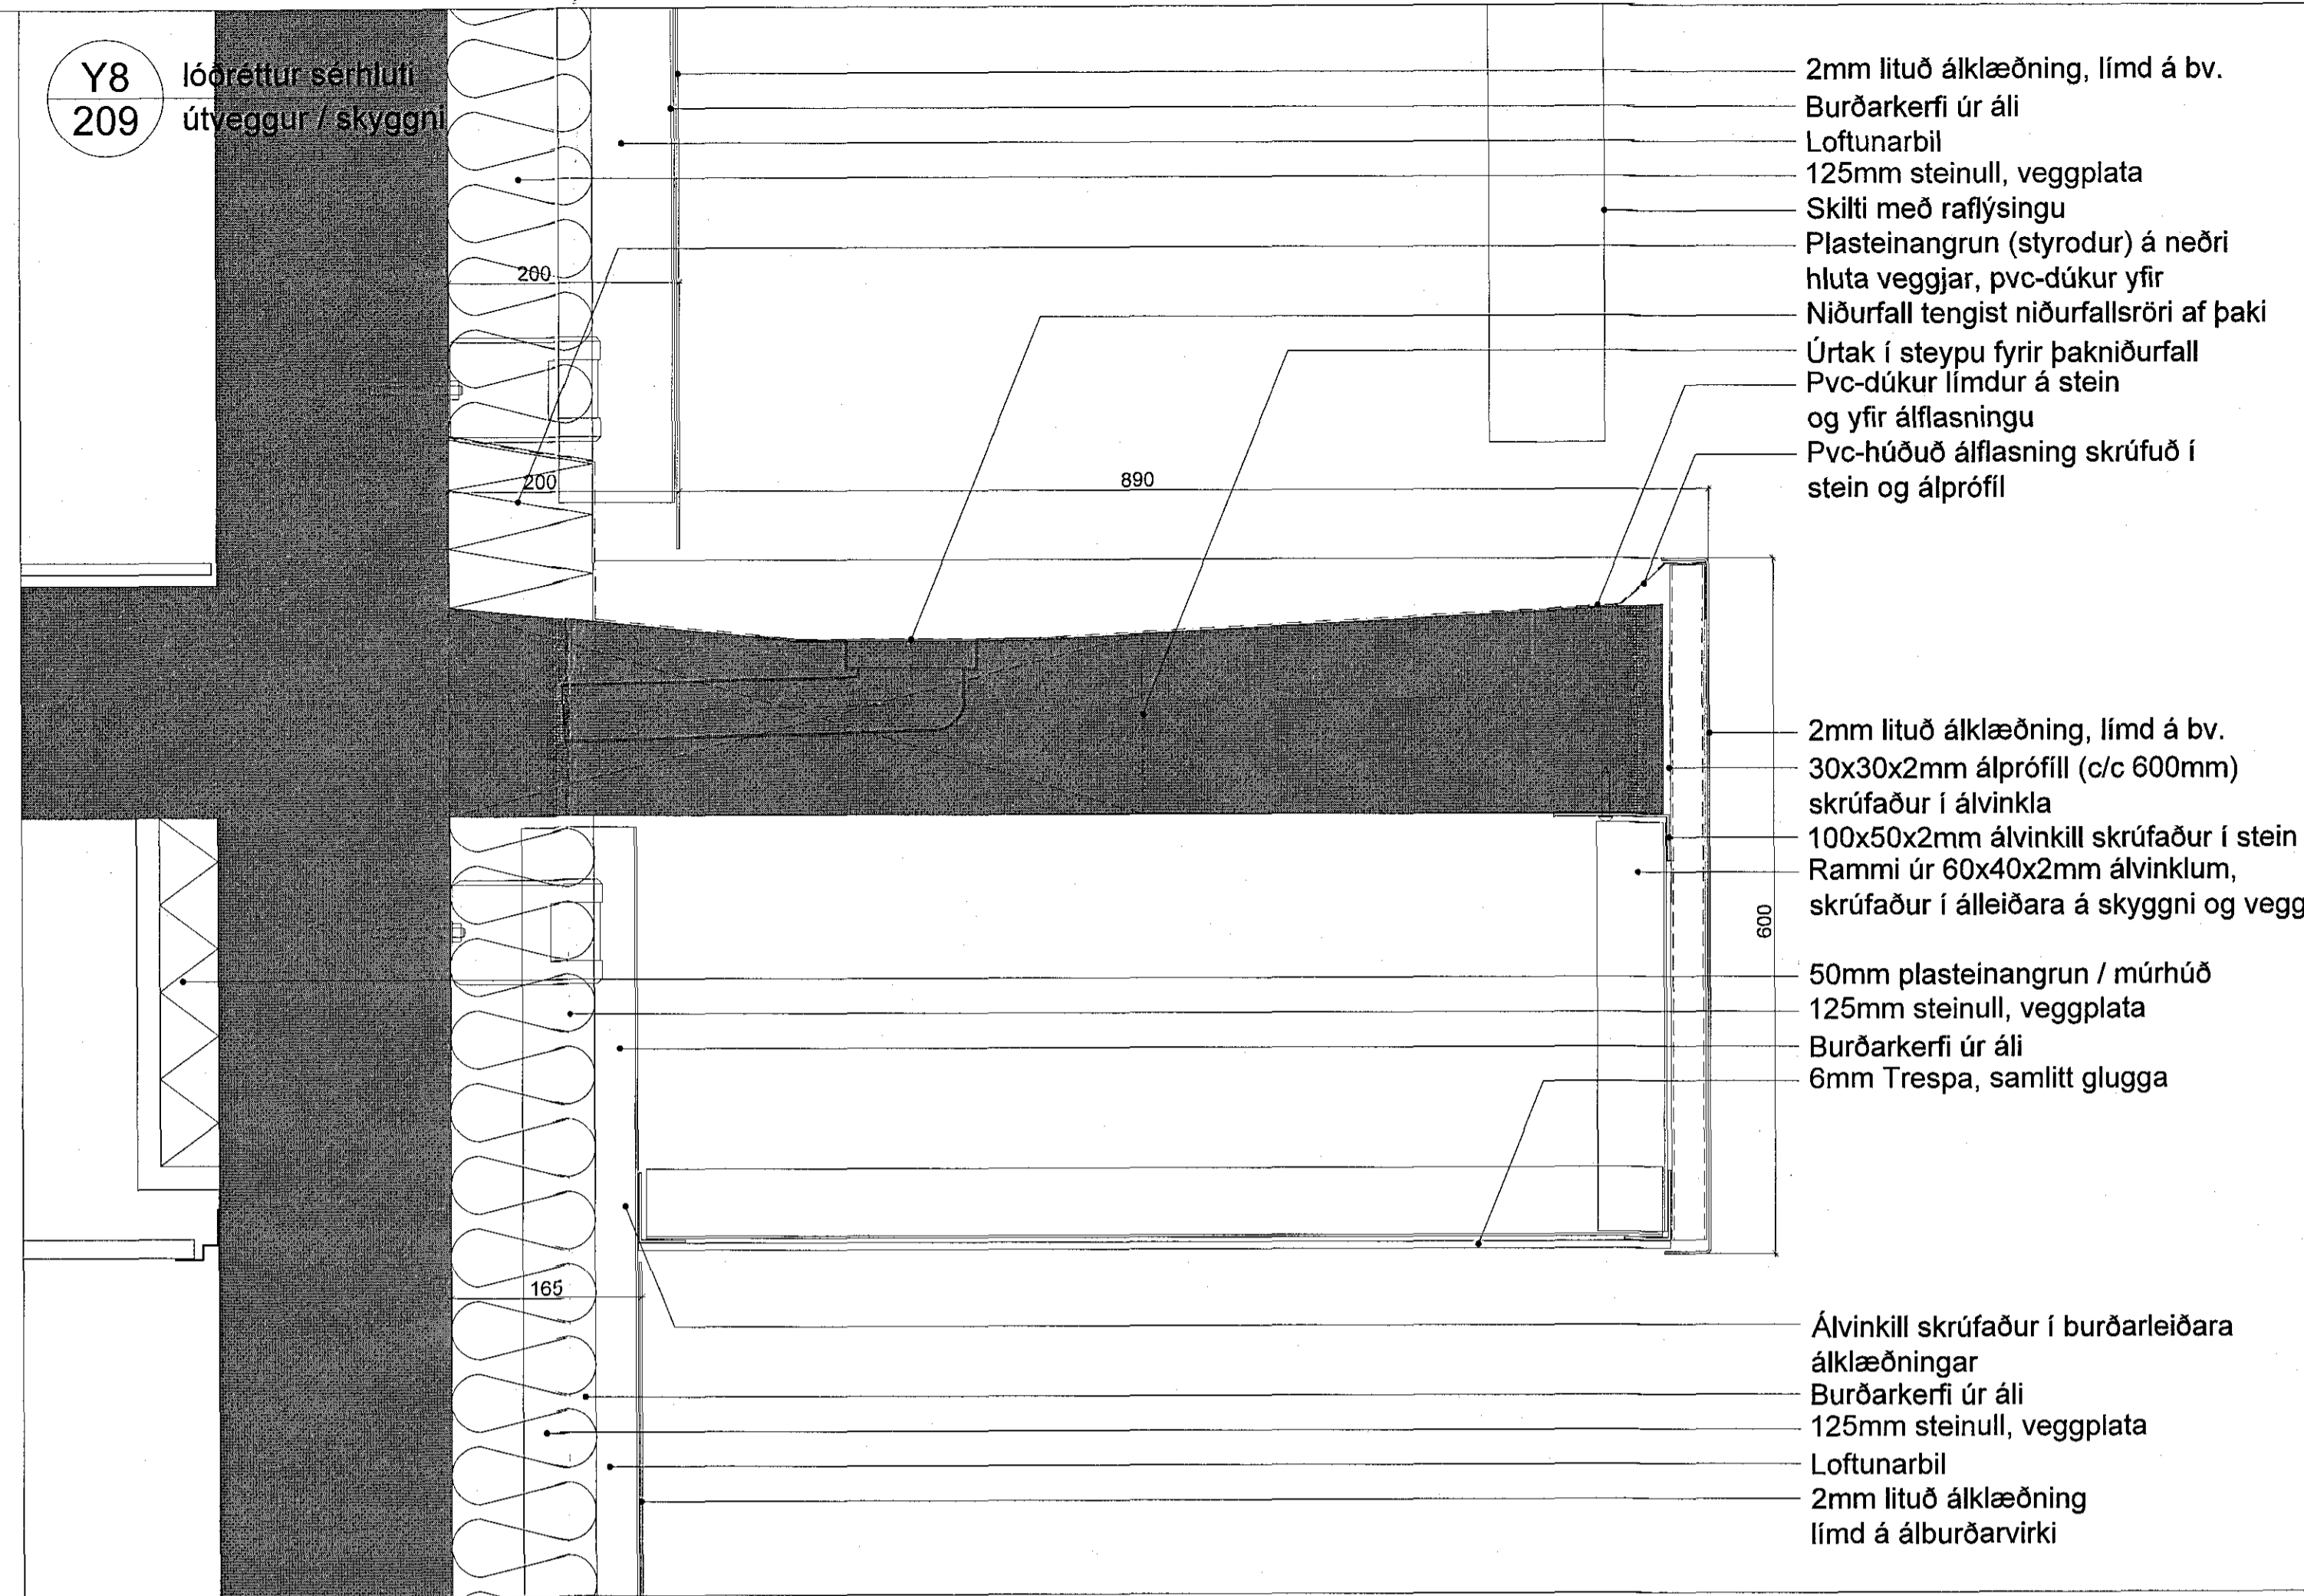 Y8
209
lóðréttur sérhluti
útveggur / skyggni
2mm lituð álklæðning, límd á bv.
Burðarkerfi úr áli
Loftunarbil
125mm steinull, veggplata
Skilti með raflýsingu
Plasteinangrun (styrodur) á neðri
hluta veggjar, pvc-dúkur yfir
Niðurfall tengist niðurfallsröri af þaki
Úrtak í steypu fyrir þakniðurfall
Pvc-dúkur límdur á stein
og yfir álflasningu
Pvc-húðuð álflasning skrúfuð í
stein og álprófíl
200
200
890
2mm lituð álklæðning, límd á bv.
30x30x2mm álprófíll (c/c 600mm)
skrúfaður í álvinkla
100x50x2mm álvinkill skrúfaður í stein
Rammi úr 60x40x2mm álvinklum,
skrúfaður í álleiðara á skyggni og vegg
600
50mm plasteinangrun / múrhúð
125mm steinull, veggplata
Burðarkerfi úr áli
6mm Trespa, samlitt glugga
165
Álvinkill skrúfaður í burðarleiðara
álklæðningar
Burðarkerfi úr áli
125mm steinull, veggplata
Loftunarbil
2mm lituð álklæðning
límd á álburðarvirki